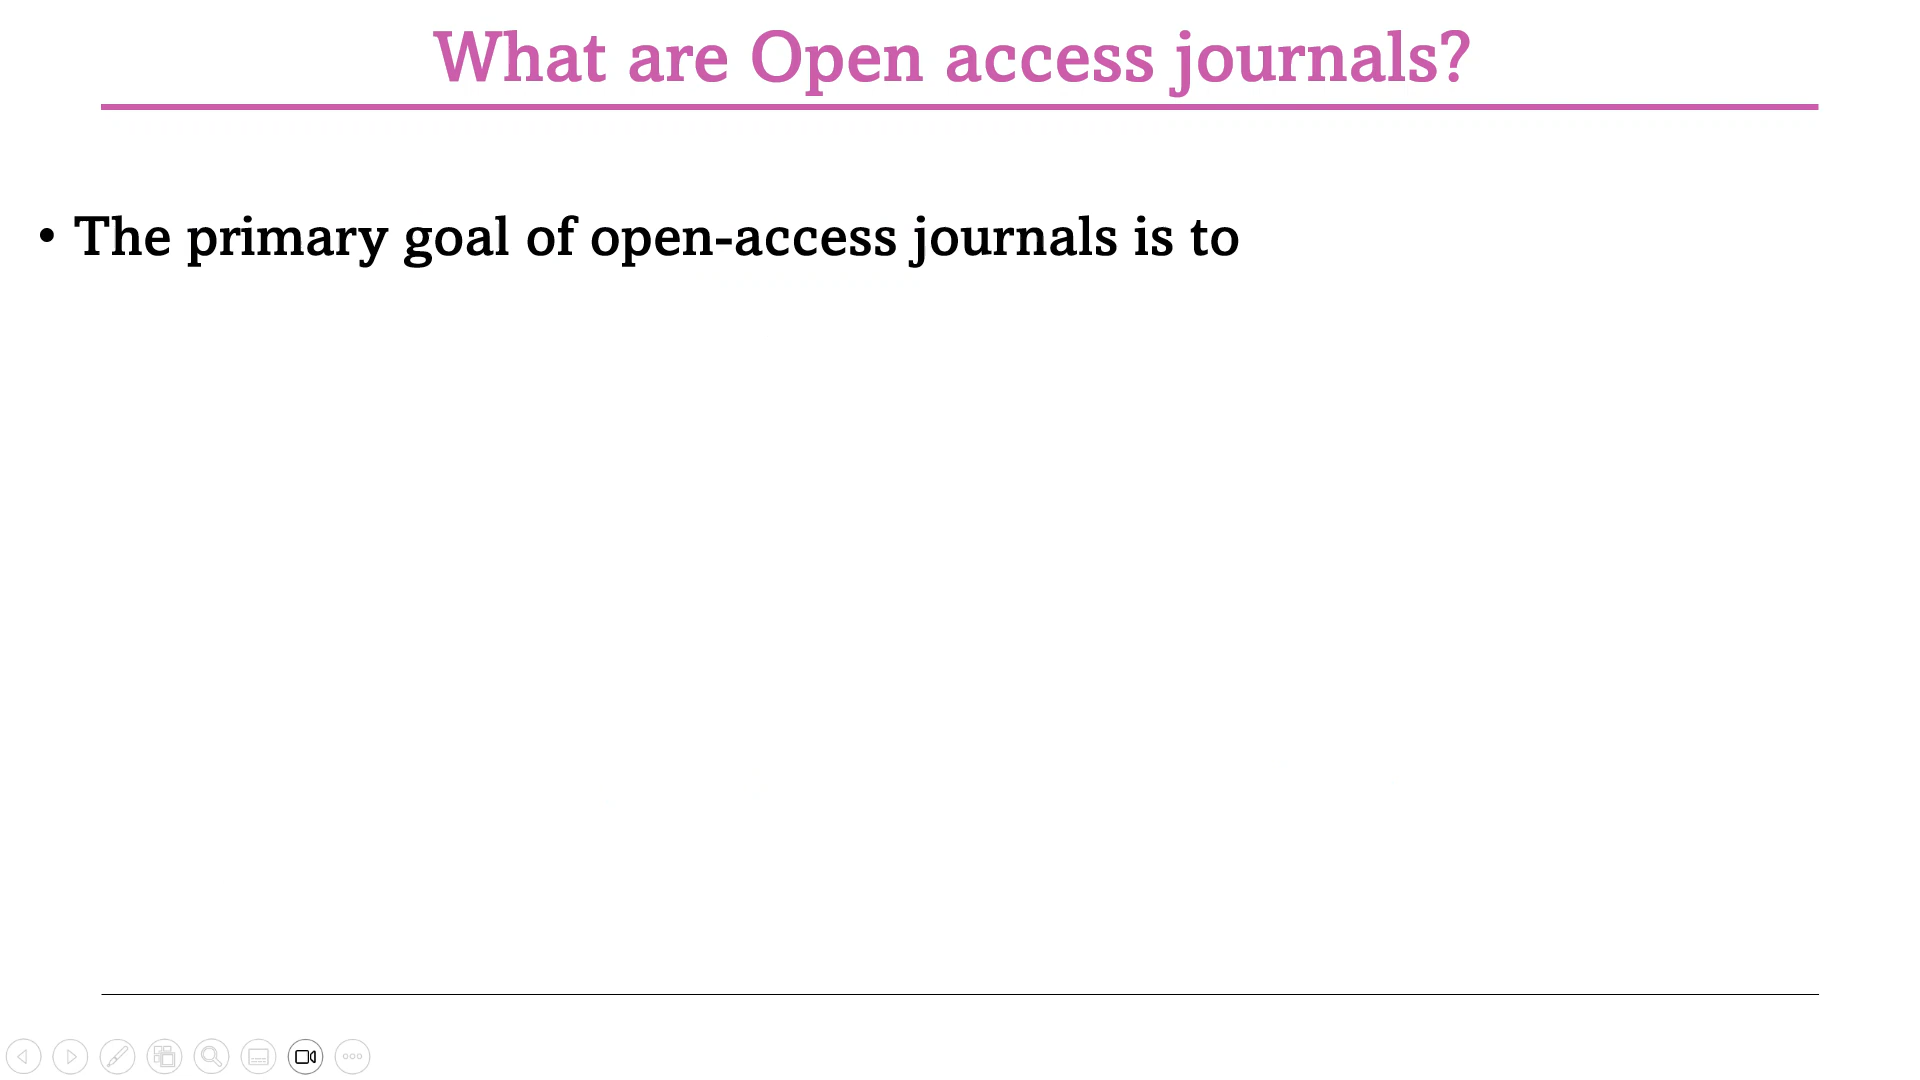 What are Open access journals?
• The primary goal of open-access journals is to